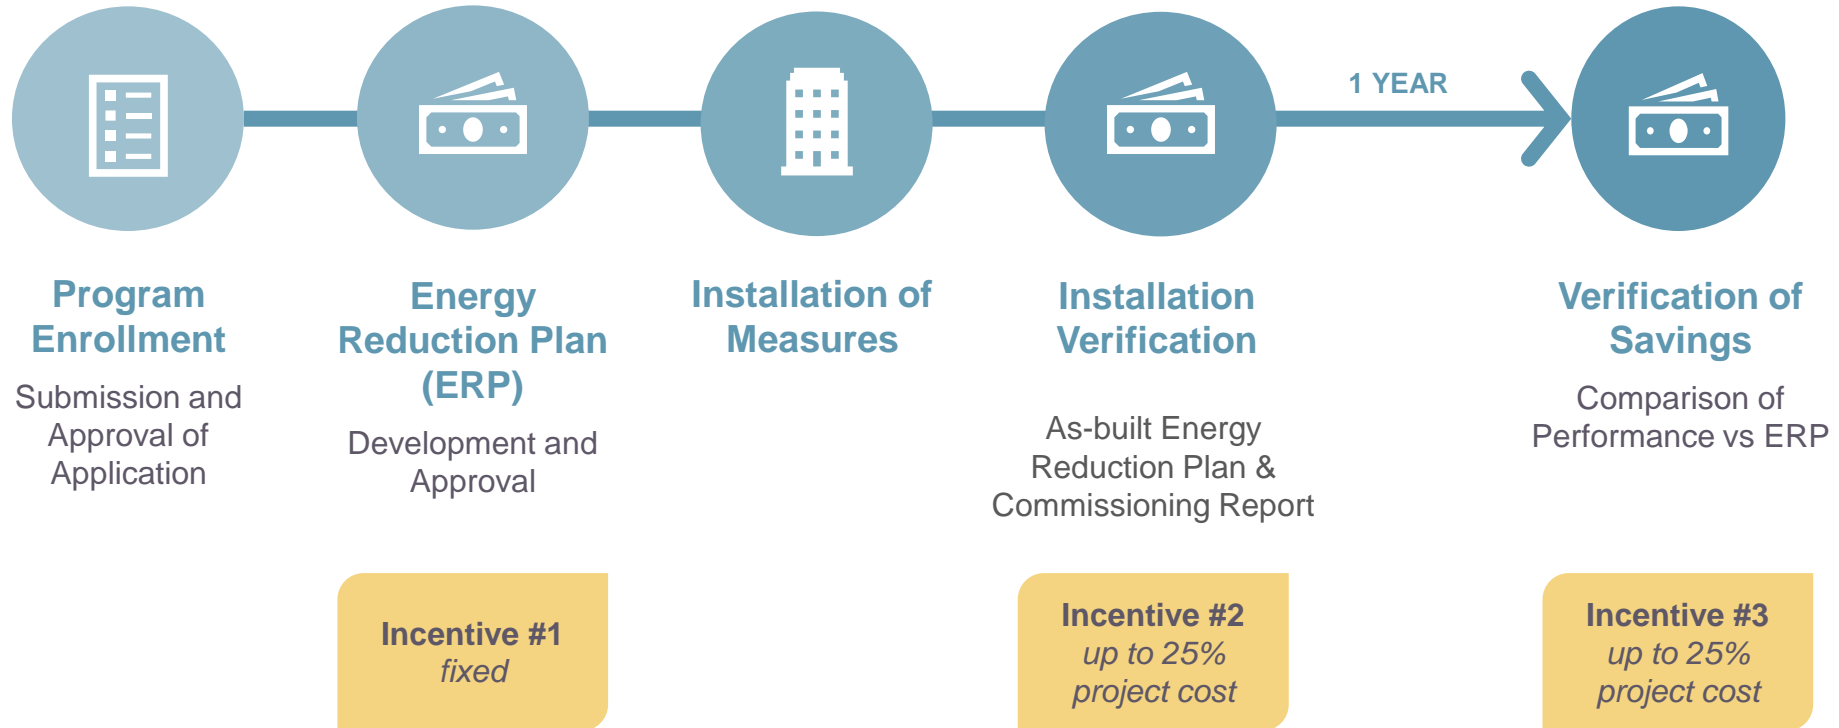 1 YEAR
Program
Enrollment
Submission and
Approval of
Application
Energy
Reduction Plan
(ERP)
Development and
Approval
Incentive #1
fixed
Installation of
Measures
Installation
Verification
As-built Energy
Reduction Plan &
Commissioning Report
Incentive #2
up to 25%
project cost
Verification of
Savings
Comparison of
Performance vs ERP
Incentive #3
up to 25%
project cost